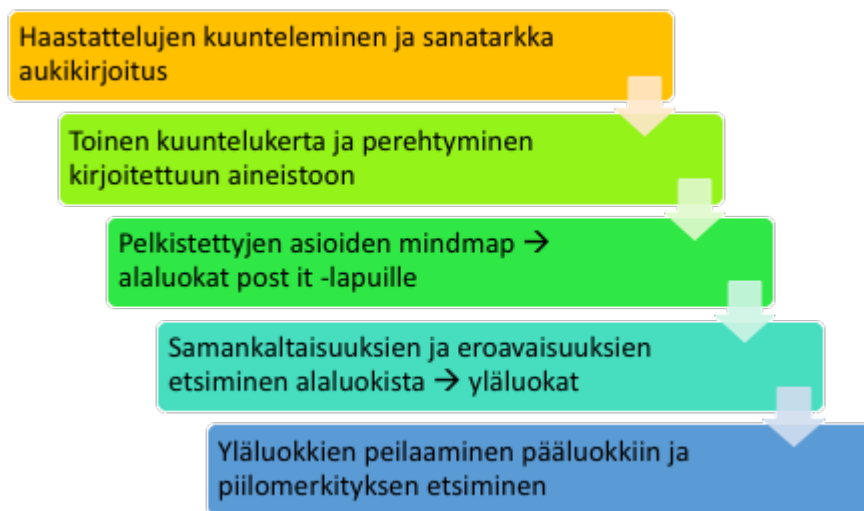 Haastattelujen kuunteleminen ja sanatarkka
aukikirjoitus
Toinen kuuntelukerta ja perehtyminen
kirjoitettuun aineistoon
Pelkistettyjen asioiden mindmap →
alaluokat post it -lapuille
Samankaltaisuuksien ja eroavaisuuksien
etsiminen alaluokista → yläluokat
Yläluokkien peilaaminen pääluokkiin ja
piilomerkityksen etsiminen